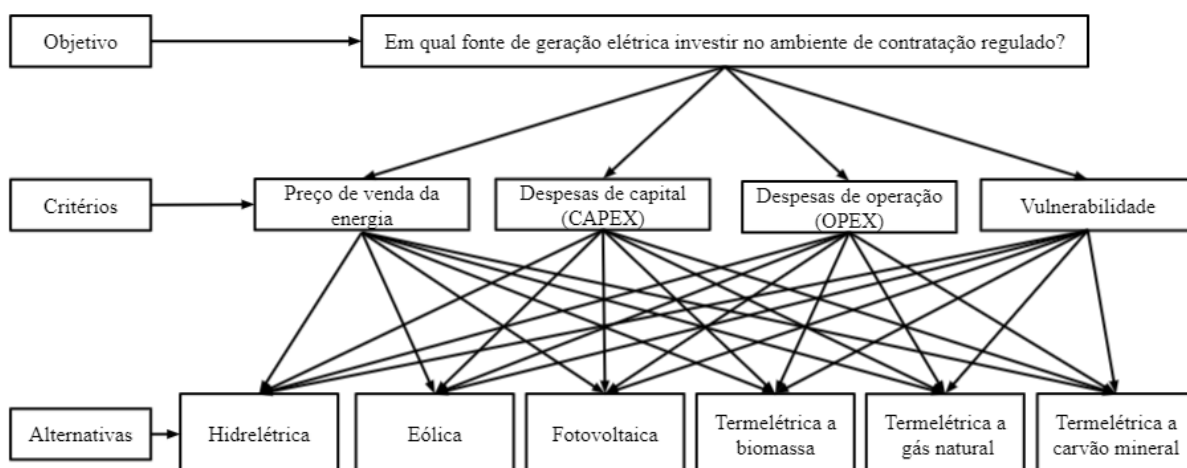 Objetivo
Em qual fonte de geração elétrica investir no ambiente de contratação regulado?
Critérios
Preço de venda da
energia
Despesas de capital
(CAPEX)
Despesas de operação
(OPEX)
Vulnerabilidade
Alternativas
Hidrelétrica
Eólica
Fotovoltaica
Termelétrica a
biomassa
Termelétrica a
gás natural
Termelétrica a
carvão mineral